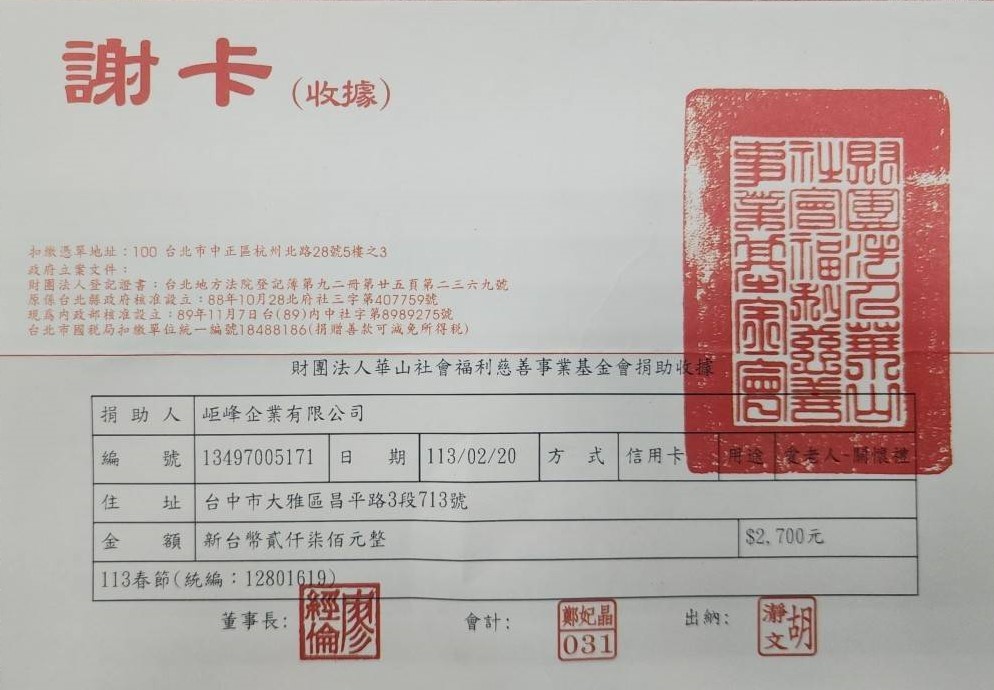 謝卡(收據)
財團法人華山
社會福利慈善
事業基金會
扣繳憑單地址：100 台北市中正區杭州北路28號5樓之3
政府立案文件：
財團法人登記證書：台北地方法院登記簿第九二冊第廿五頁第二三六九號
原係台北縣政府核准設立：88年10月28北府社三字第407759號
現為內政部核准設立：89年11月7日台(89)內中社字第8989275號
台北市國稅局扣繳單位統一編號18488186(捐贈善款可減免所得稅)
財團法人華山社會福利慈善事業基金會捐助收據
捐助人 岠峰企業有限公司
編號 13497005171 日期 113/02/20 方式 信用卡 用途 愛老人-關懷禮
住址 台中市大雅區昌平路3段713號
金額 新台幣貳仟柒佰元整 $2,700元
113春節(統編：12801619)
董事長： 廖經倫 會計： 鄭妃晶 031 出納： 胡瀞文